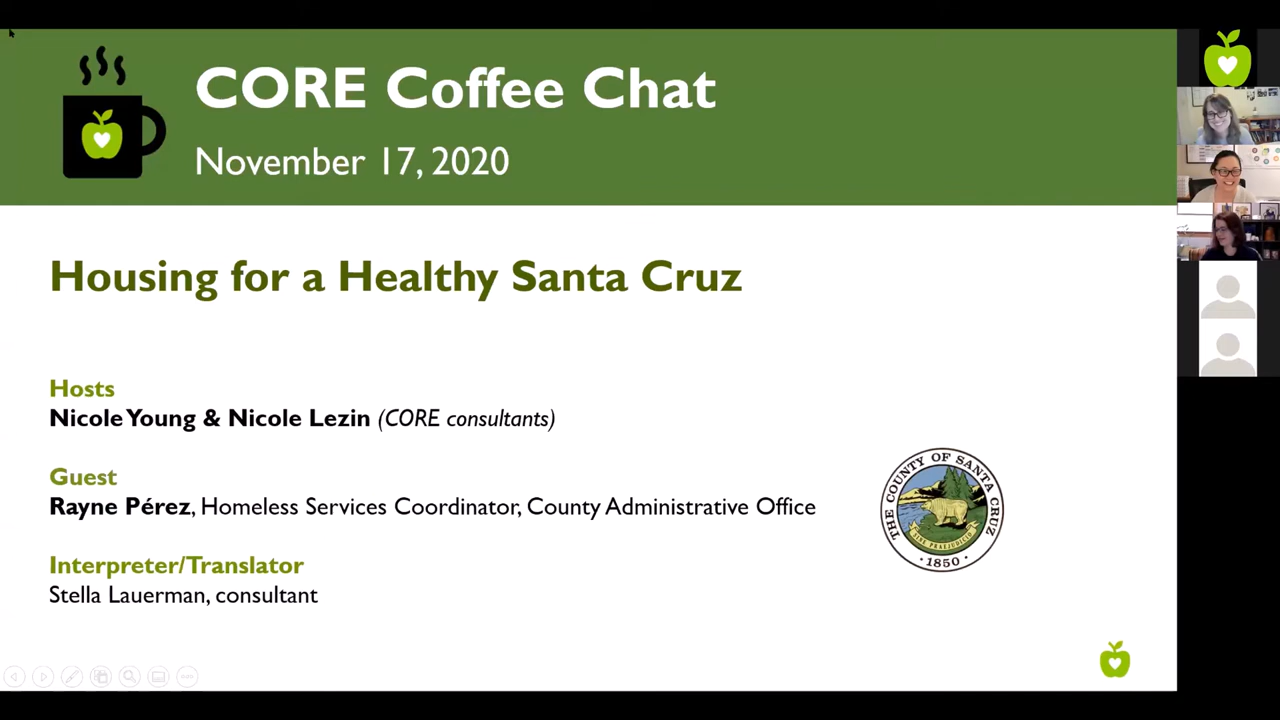 CORE Coffee Chat
November 17, 2020
Housing for a Healthy Santa Cruz
Hosts
Nicole Young & Nicole Lezin (CORE consultants)
Guest
Rayne Pérez, Homeless Services Coordinator, County Administrative Office
Interpreter/Translator
Stella Lauerman, consultant
THE COUNTY OF SANTA CRUZ
SINE PRAEJUDICIO
· 1850 ·